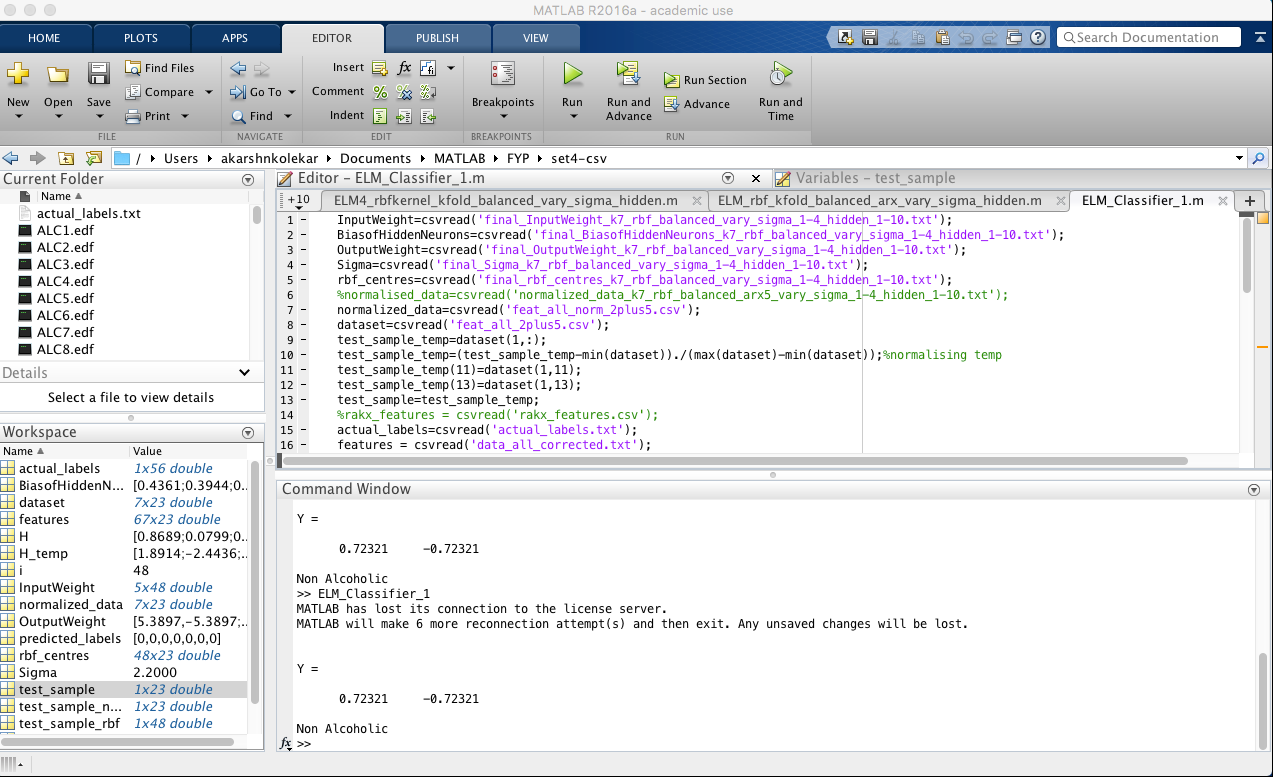 MATLAB R2016a - academic use
HOME PLOTS APPS EDITOR PUBLISH VIEW
Search Documentation
New Open Save
Find Files
Compare
Print
Go To
Find
Insert
Comment
Indent
fx
Breakpoints
Run
Run and Advance
Run Section
Advance
Run and Time
FILE NAVIGATE EDIT BREAKPOINTS RUN
/ Users akarshnkolekar Documents MATLAB FYP set4-csv
Current Folder
Name
actual_labels.txt
ALC1.edf
ALC2.edf
ALC3.edf
ALC4.edf
ALC5.edf
ALC6.edf
ALC7.edf
ALC8.edf
Details
Select a file to view details
Workspace
Name Value
actual_labels 1x56 double
BiasofHiddenN... [0.4361;0.3944;0...
dataset 7x23 double
features 67x23 double
H [0.8689;0.0799;0...
H_temp [1.8914;-2.4436;...
i 48
InputWeight 5x48 double
normalized_data 7x23 double
OutputWeight [5.3897,-5.3897;...
predicted_labels [0,0,0,0,0,0,0]
rbf_centres 48x23 double
Sigma 2.2000
test_sample 1x23 double
test_sample_n... 1x23 double
test_sample_rbf 1x48 double
Editor - ELM_Classifier_1.m
Variables - test_sample
+10 ELM4_rbfkernel_kfold_balanced_vary_sigma_hidden.m ELM_rbf_kfold_balanced_arx_vary_sigma_hidden.m ELM_Classifier_1.m
1 - InputWeight=csvread('final_InputWeight_k7_rbf_balanced_vary_sigma_1-4_hidden_1-10.txt');
2 - BiasofHiddenNeurons=csvread('final_BiasofHiddenNeurons_k7_rbf_balanced_vary_sigma_1-4_hidden_1-10.txt');
3 - OutputWeight=csvread('final_OutputWeight_k7_rbf_balanced_vary_sigma_1-4_hidden_1-10.txt');
4 - Sigma=csvread('final_Sigma_k7_rbf_balanced_vary_sigma_1-4_hidden_1-10.txt');
5 - rbf_centres=csvread('final_rbf_centres_k7_rbf_balanced_vary_sigma_1-4_hidden_1-10.txt');
6 %normalised_data=csvread('normalized_data_k7_rbf_balanced_arx5_vary_sigma_1-4_hidden_1-10.txt');
7 - normalized_data=csvread('feat_all_norm_2plus5.csv');
8 - dataset=csvread('feat_all_2plus5.csv');
9 - test_sample_temp=dataset(1,:);
10 - test_sample_temp=(test_sample_temp-min(dataset))./(max(dataset)-min(dataset));%normalising temp
11 - test_sample_temp(11)=dataset(1,11);
12 - test_sample_temp(13)=dataset(1,13);
13 - test_sample=test_sample_temp;
14 %rakx_features = csvread('rakx_features.csv');
15 - actual_labels=csvread('actual_labels.txt');
16 - features = csvread('data_all_corrected.txt');
Command Window
Y =
0.72321 -0.72321
Non Alcoholic
>> ELM_Classifier_1
MATLAB has lost its connection to the license server.
MATLAB will make 6 more reconnection attempt(s) and then exit. Any unsaved changes will be lost.
Y =
0.72321 -0.72321
Non Alcoholic
fx >>